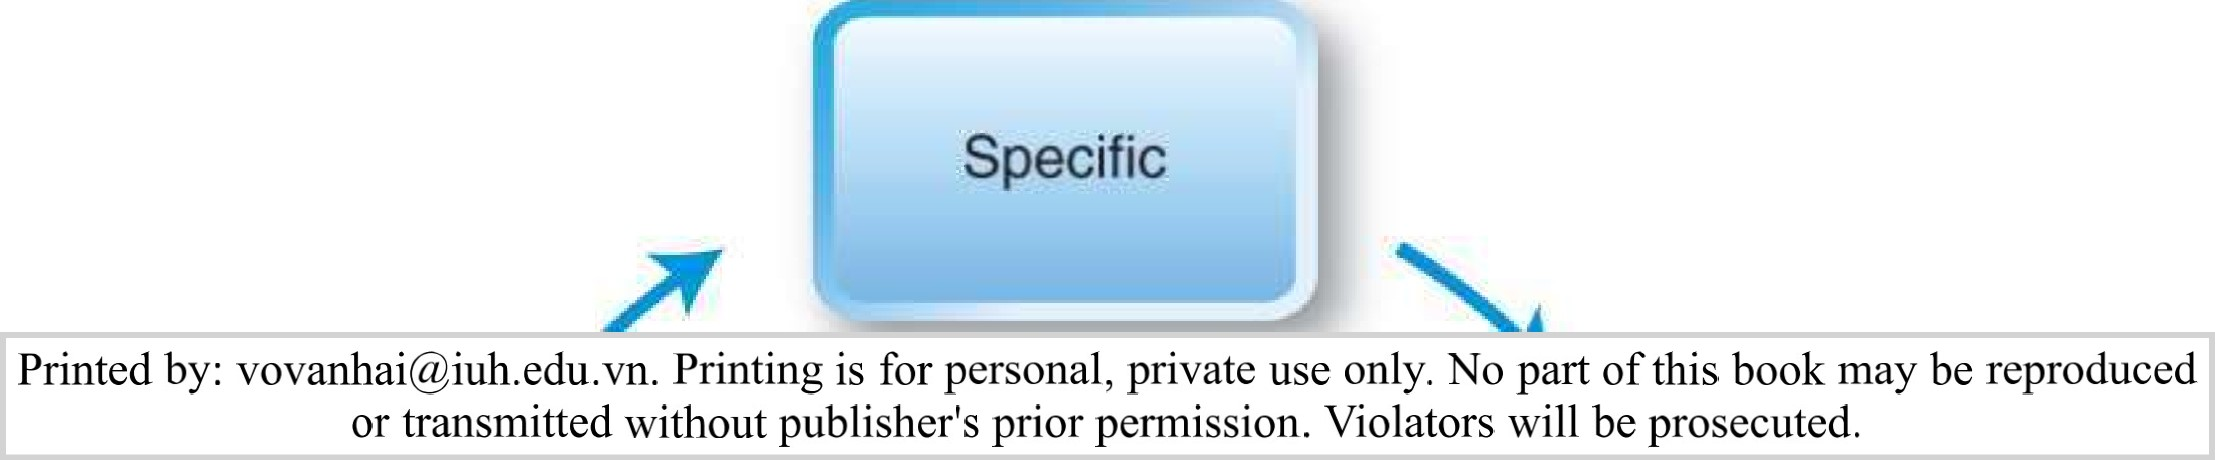 Specific
Printed by: vovanhai@iuh.edu.vn. Printing is for personal, private use only. No part of this book may be reproduced
or transmitted without publisher's prior permission. Violators will be prosecuted.